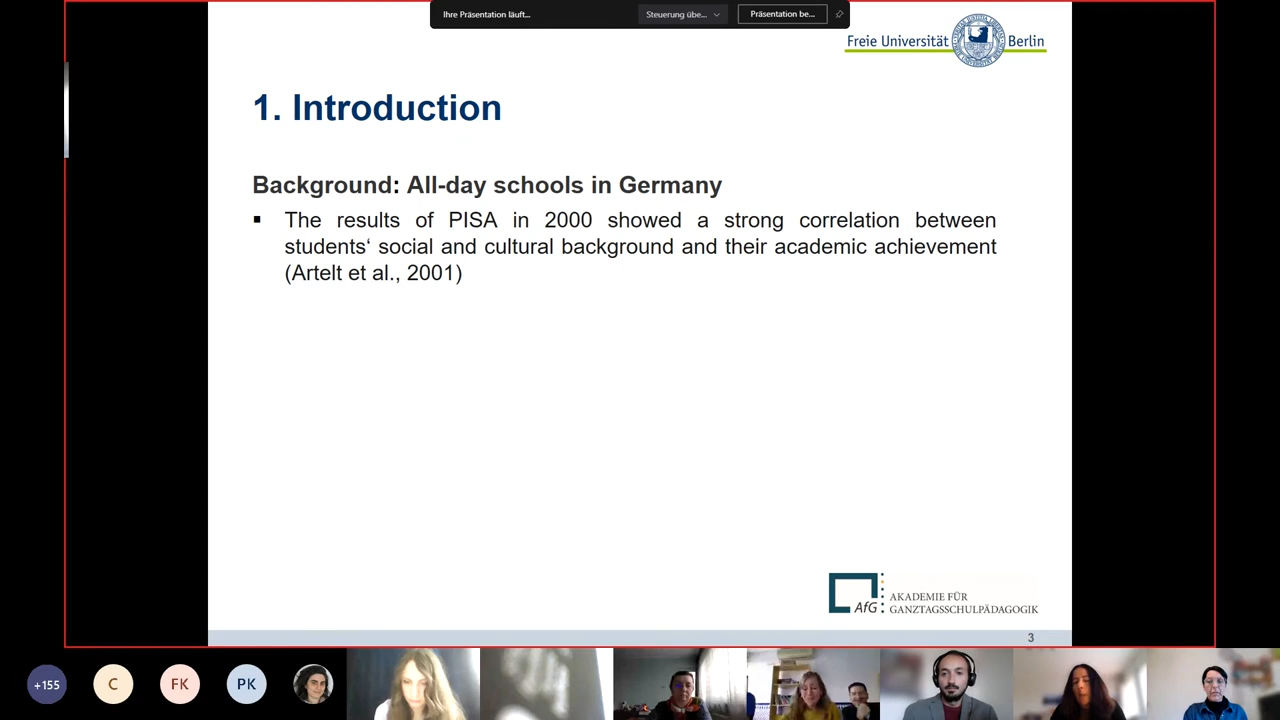 Ihre Präsentation läuft...
Steuerung übe...
Präsentation be...
Freie Universität Berlin
1. Introduction
Background: All-day schools in Germany
▪ The results of PISA in 2000 showed a strong correlation between
students‘ social and cultural background and their academic achievement
(Artelt et al., 2001)
AfG
AKADEMIE FÜR
GANZTAGSSCHULPÄDAGOGIK
3
+155
C
FK
PK